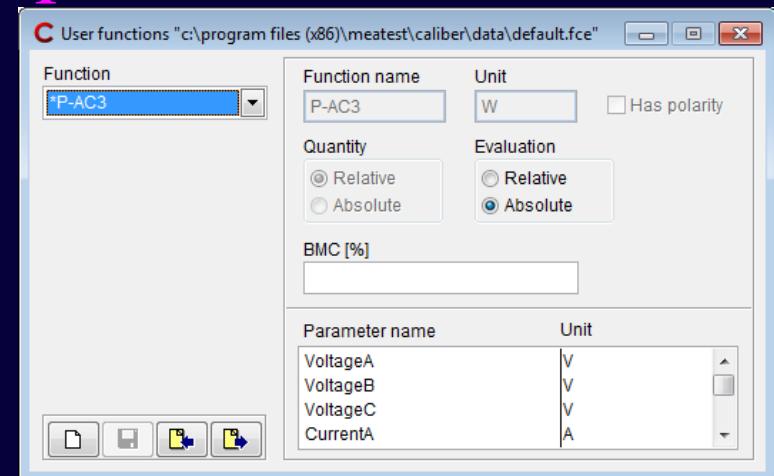 C User functions "c:\program files (x86)\meatest\caliber\data\default.fce"
Function
*P-AC3
Function name Unit
P-AC3 W Has polarity
Quantity Evaluation
Relative Relative
Absolute Absolute
BMC [%]
Parameter name Unit
VoltageA V
VoltageB V
VoltageC V
CurrentA A